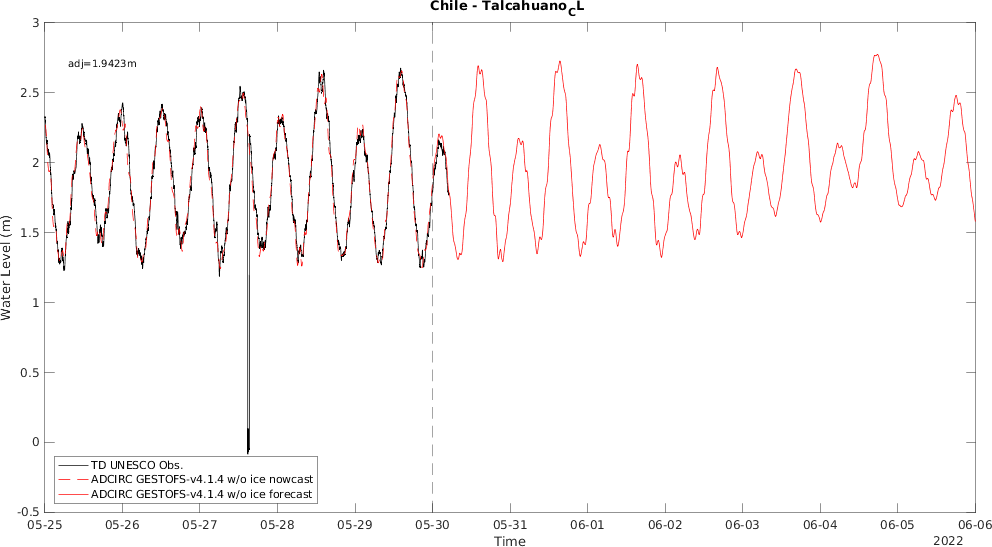 Chile - Talcahuano_CL
adj=1.9423m
3
2.5
2
1.5
1
0.5
0
-0.5
Water Level (m)
TD UNESCO Obs.
ADCIRC GESTOFS-v4.1.4 w/o ice nowcast
ADCIRC GESTOFS-v4.1.4 w/o ice forecast
05-25 05-26 05-27 05-28 05-29 05-30 05-31 06-01 06-02 06-03 06-04 06-05 06-06
Time
2022